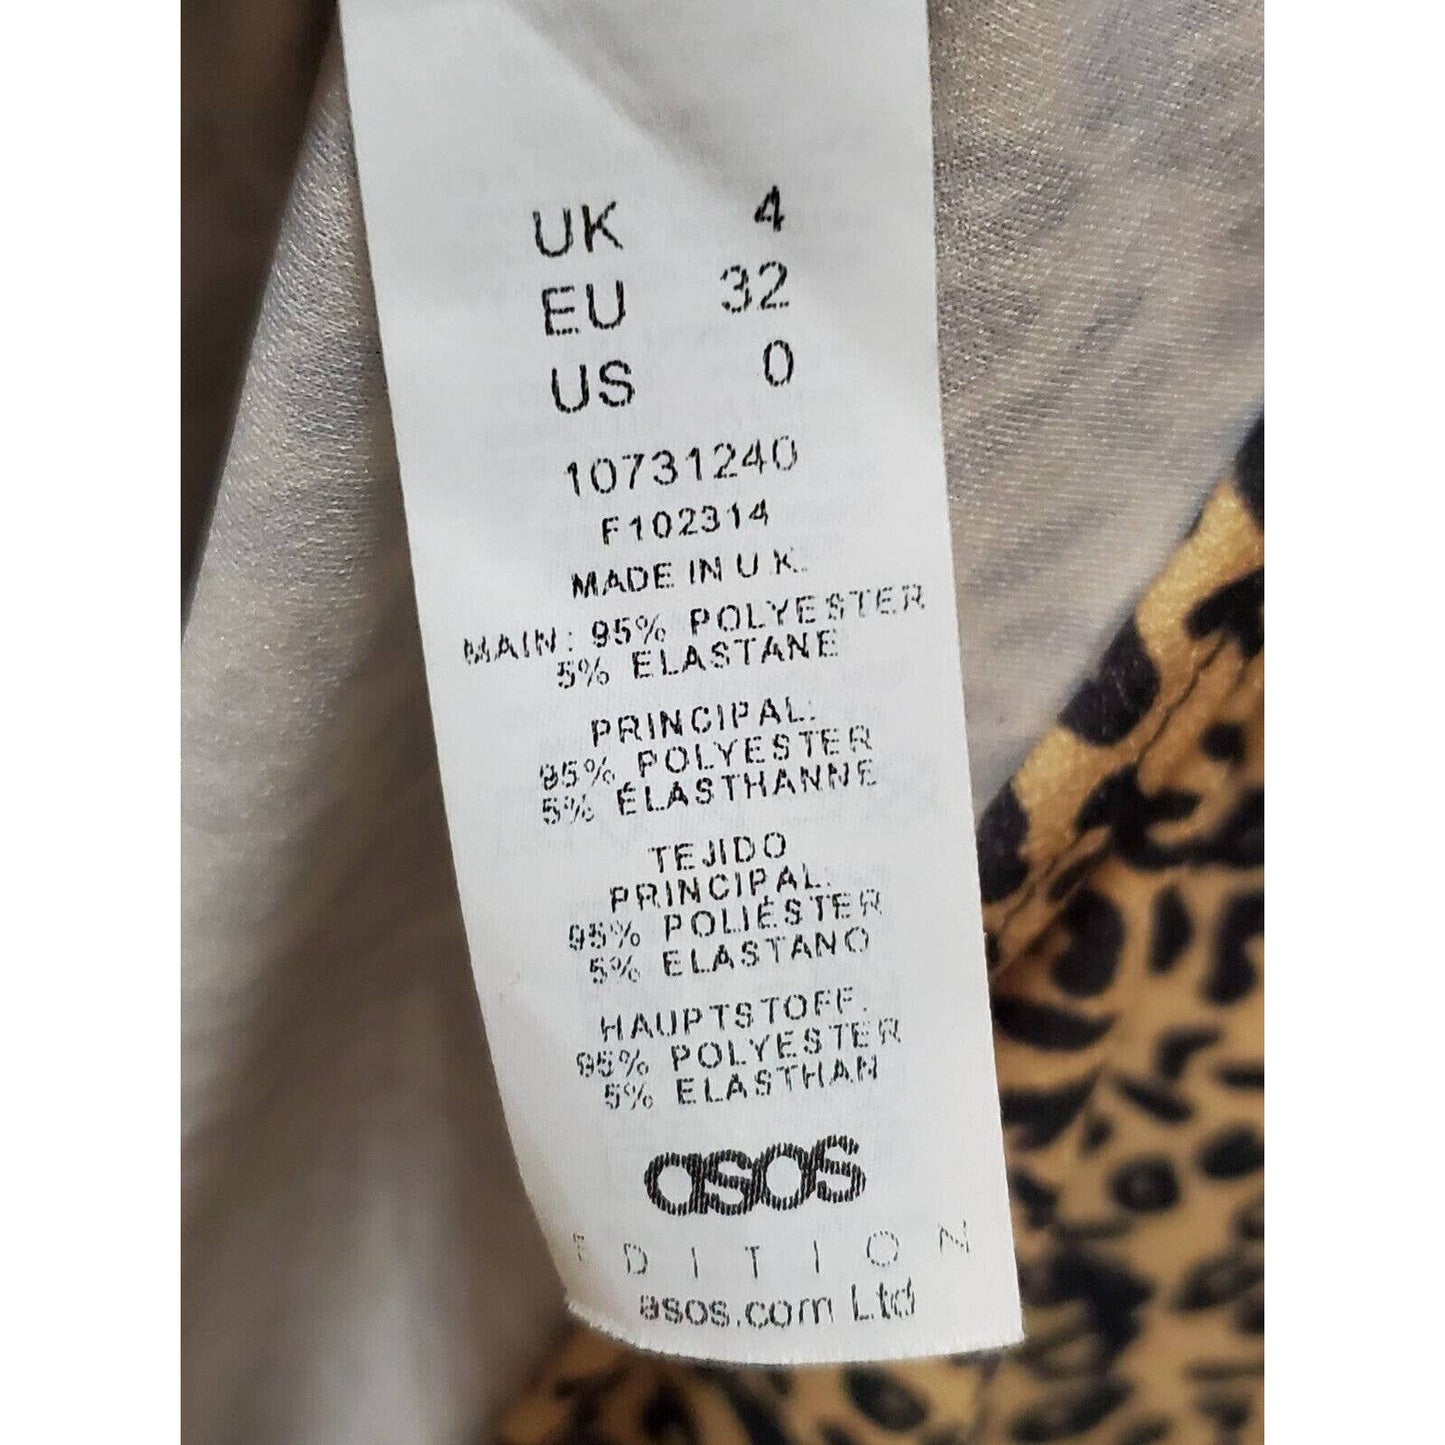 UK 4
EU 32
US 0
10731240
F102314
MADE IN U.K.
MAIN: 95% POLYESTER
5% ELASTANE
PRINCIPAL:
95% POLYESTER
5% ÉLASTHANNE
TEJIDO
PRINCIPAL:
95% POLIÉSTER
5% ELASTANO
HAUPTSTOFF:
95% POLYESTER
5% ELASTHAN
asos
EDITION
asos.com Ltd